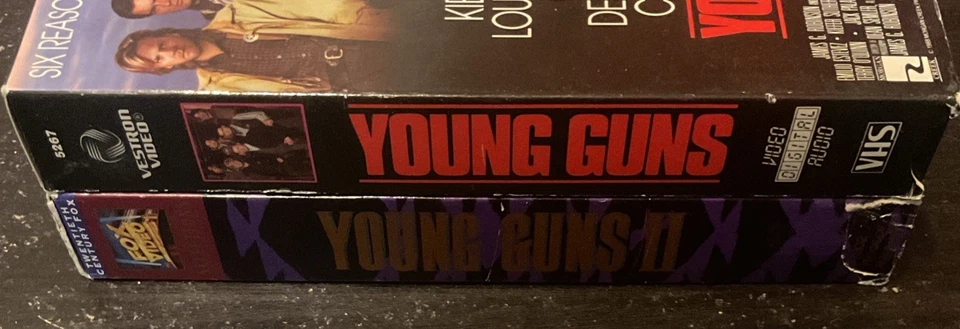 SIX REASO
KIE
LOU
DE
C
YO
5267
VESTRON
VIDEO®
YOUNG GUNS
VIDEO
DIGITAL
AUDIO
VHS
TWENTIETH
CENTURY FOX
FOX
VIDEO
YOUNG GUNS II